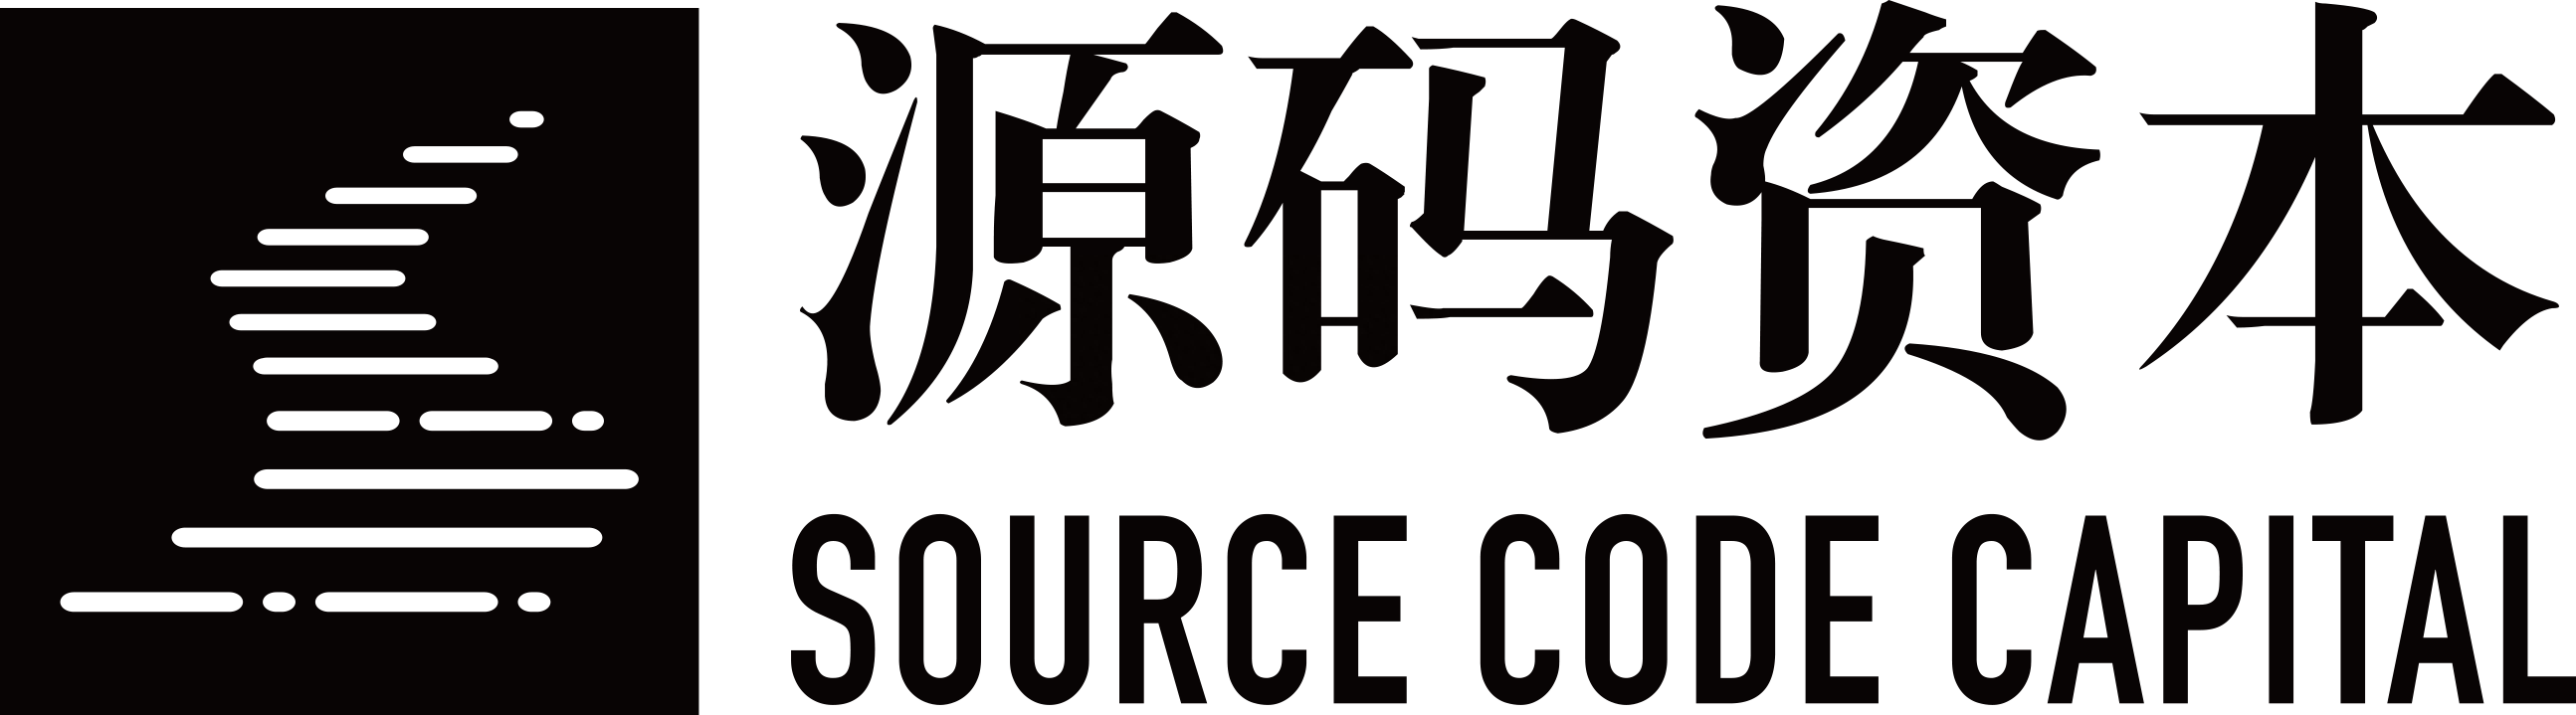 源码资本
SOURCE CODE CAPITAL